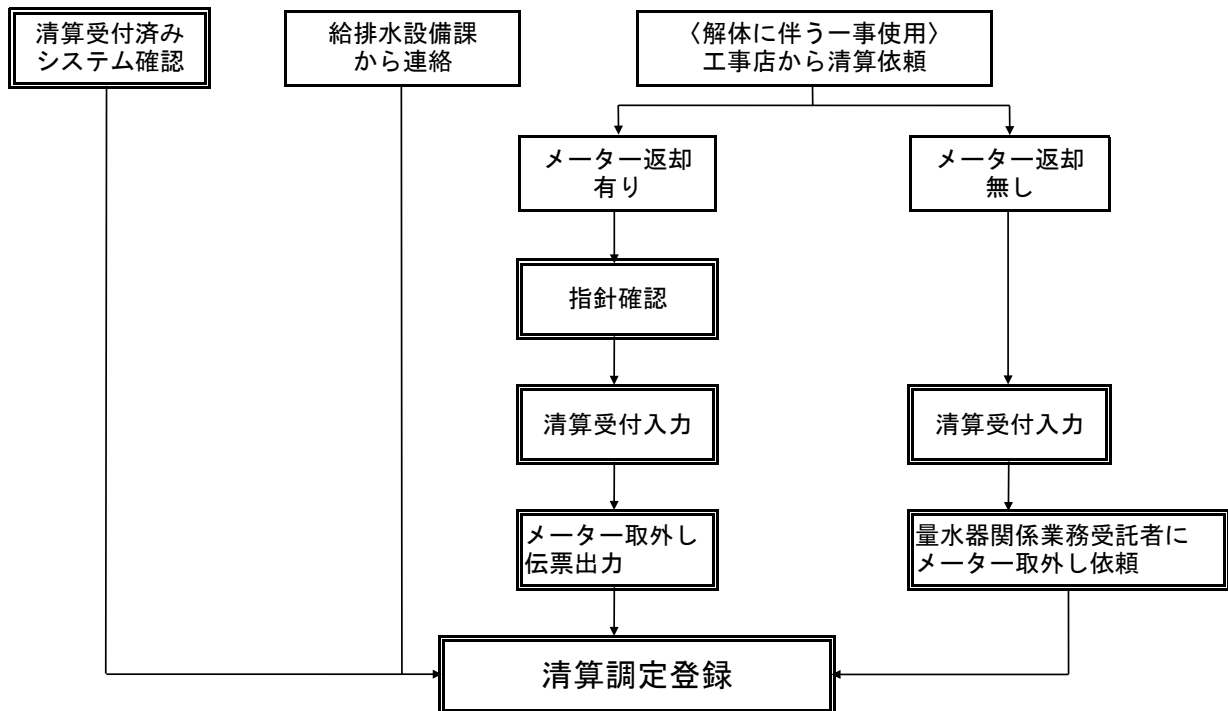 清算受付済み
システム確認
給排水設備課
から連絡
〈解体に伴う一事使用〉
工事店から清算依頼
メーター返却
有り
メーター返却
無し
指針確認
清算受付入力
清算受付入力
メーター取外し
伝票出力
量水器関係業務受託者に
メーター取外し依頼
清算調定登録